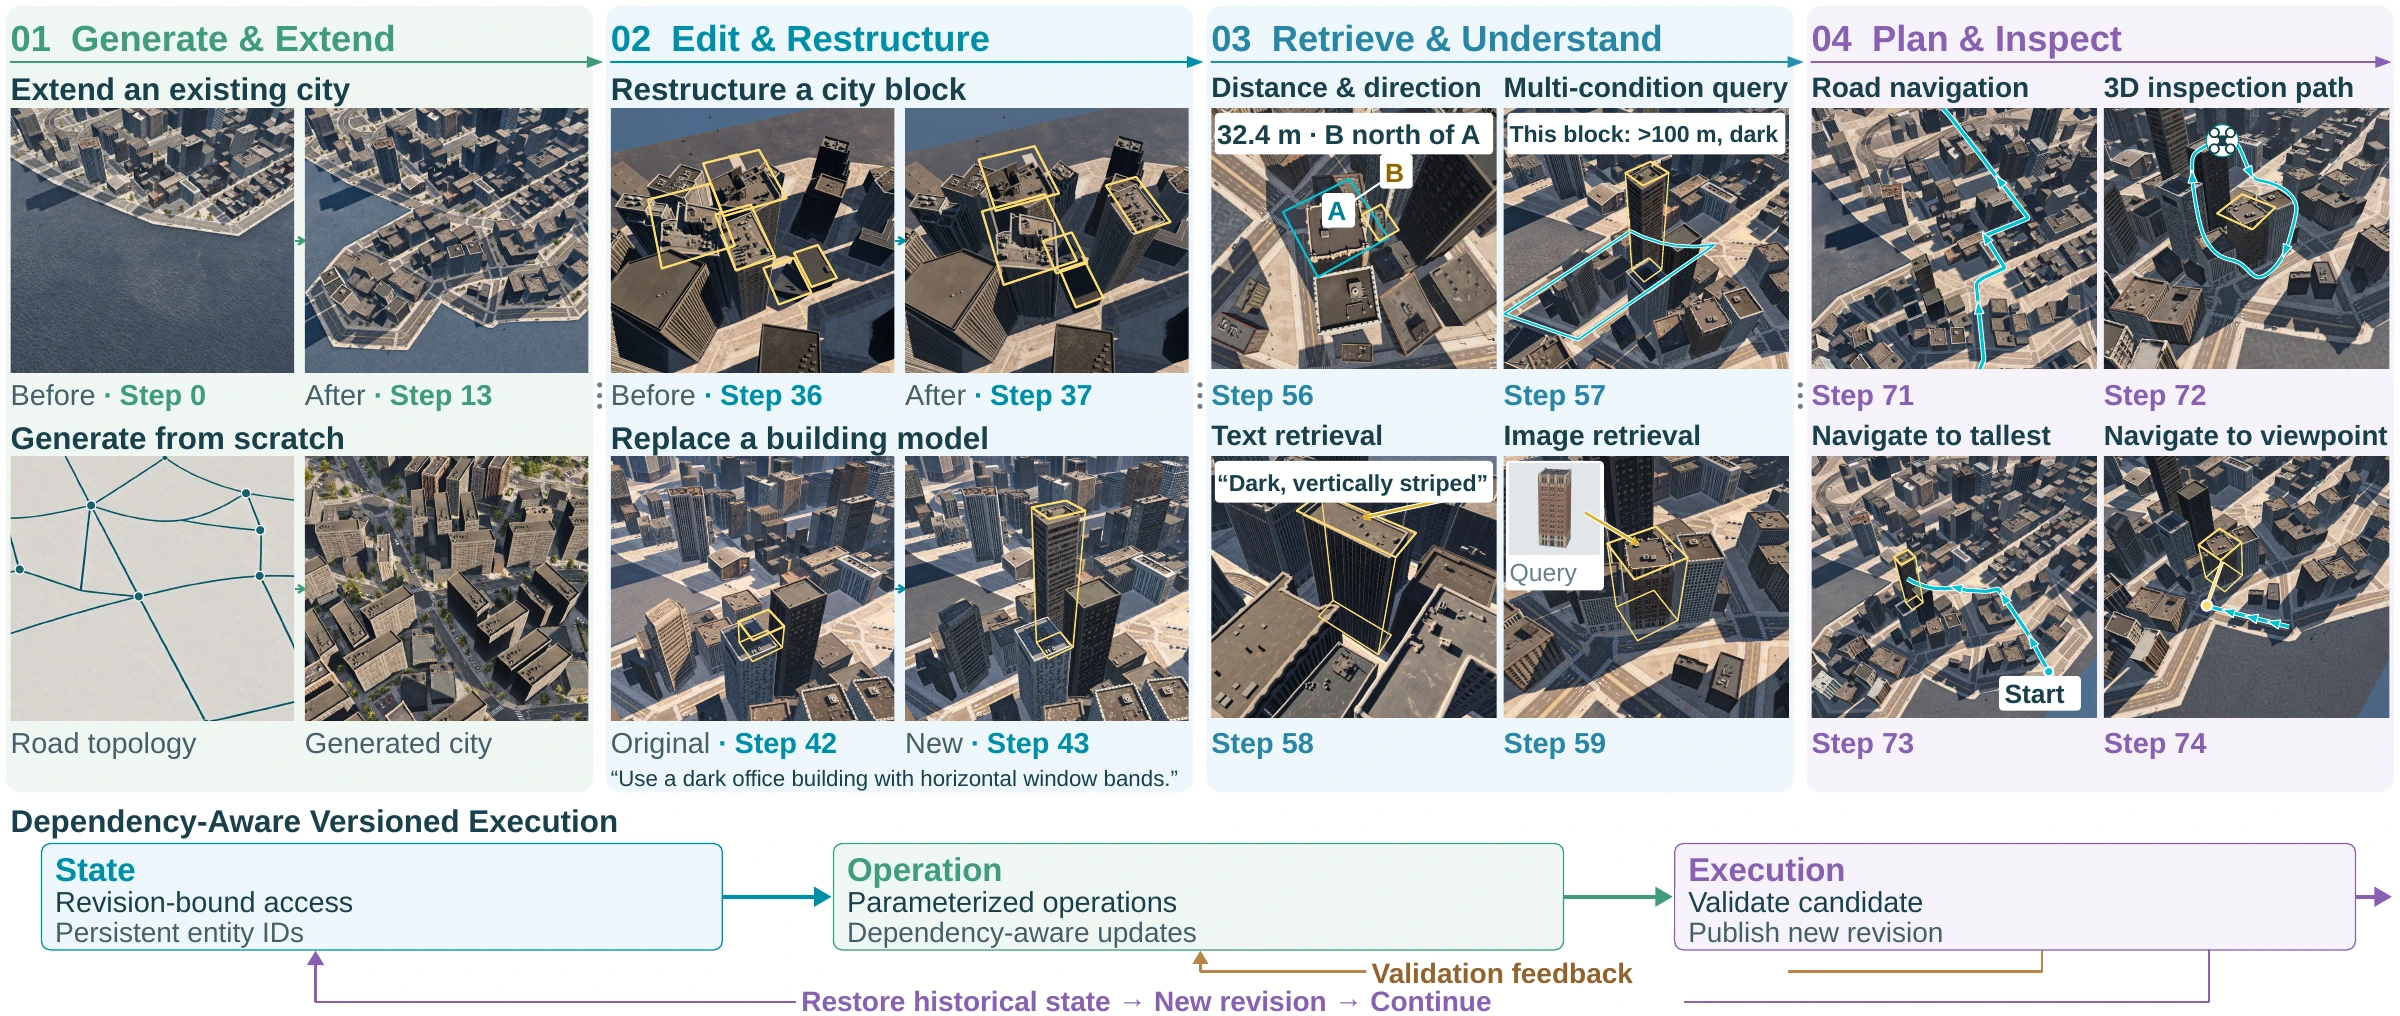 01 Generate & Extend
Extend an existing city
Before · Step 0
After · Step 13
Generate from scratch
Road topology
Generated city
02 Edit & Restructure
Restructure a city block
Before · Step 36
After · Step 37
Replace a building model
Original · Step 42
New · Step 43
“Use a dark office building with horizontal window bands.”
03 Retrieve & Understand
Distance & direction
32.4 m · B north of A
B
A
Step 56
Multi-condition query
This block: >100 m, dark
Step 57
Text retrieval
“Dark, vertically striped”
Step 58
Image retrieval
Query
Step 59
04 Plan & Inspect
Road navigation
Step 71
3D inspection path
Step 72
Navigate to tallest
Start
Step 73
Navigate to viewpoint
Step 74
Dependency-Aware Versioned Execution
State
Revision-bound access
Persistent entity IDs
Operation
Parameterized operations
Dependency-aware updates
Execution
Validate candidate
Publish new revision
Validation feedback
Restore historical state → New revision → Continue